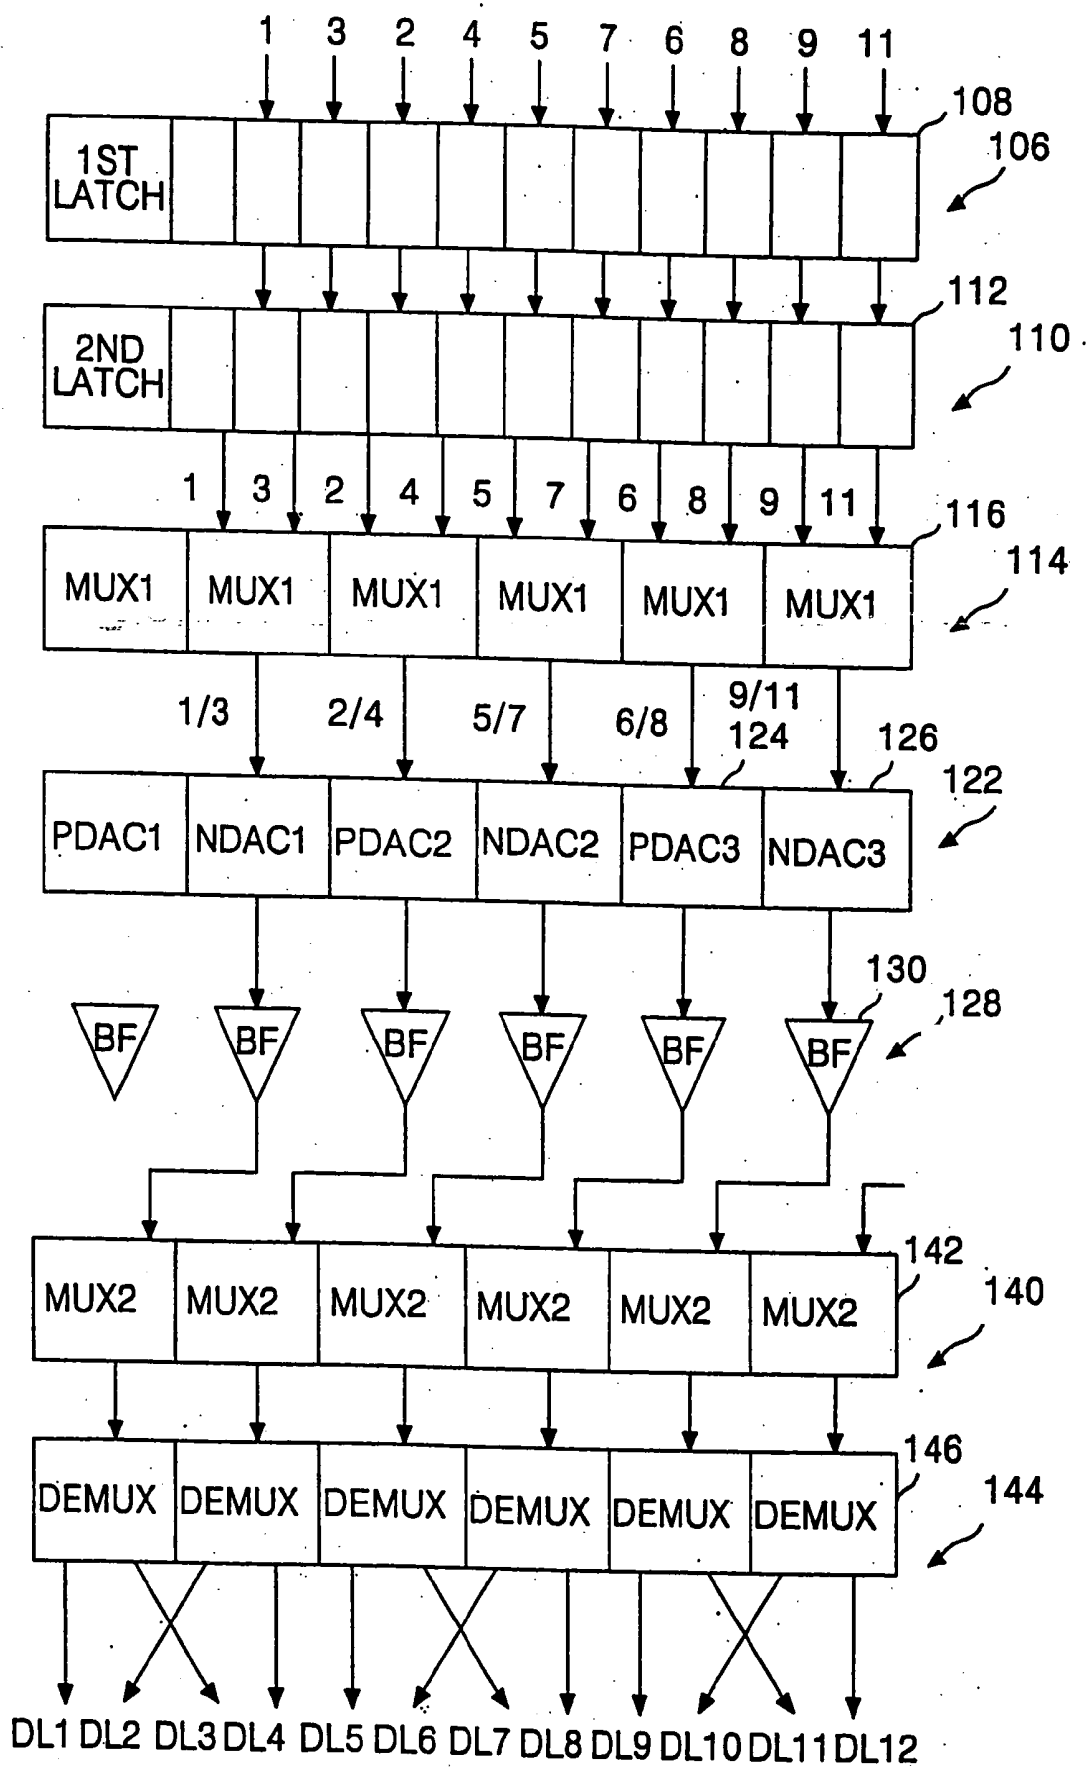 1 3 2 4 5 7 6 8 9 11
108
106
1ST
LATCH
112
110
2ND
LATCH
1 3 2 4 5 7 6 8 9 11
116
114
MUX1 MUX1 MUX1 MUX1 MUX1 MUX1
1/3 2/4 5/7 6/8 9/11
124 126
122
PDAC1 NDAC1 PDAC2 NDAC2 PDAC3 NDAC3
130
128
BF BF BF BF BF BF
142
140
MUX2 MUX2 MUX2 MUX2 MUX2 MUX2
146
144
DEMUX DEMUX DEMUX DEMUX DEMUX DEMUX
DL1 DL2 DL3 DL4 DL5 DL6 DL7 DL8 DL9 DL10 DL11 DL12